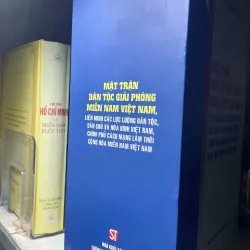 HỒ CHÍ MINH
MẶT TRẬN
DÂN TỘC GIẢI PHÓNG
MIỀN NAM VIỆT NAM,
LIÊN MINH CÁC LỰC LƯỢNG DÂN TỘC,
DÂN CHỦ VÀ HÒA BÌNH VIỆT NAM,
CHÍNH PHỦ CÁCH MẠNG LÂM THỜI
CỘNG HÒA MIỀN NAM VIỆT NAM
ST
NHÀ XUẤT